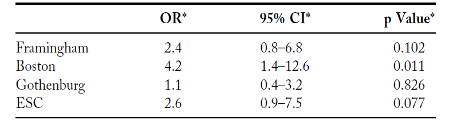 OR* 95% CI* p Value*
Framingham 2.4 0.8–6.8 0.102
Boston 4.2 1.4–12.6 0.011
Gothenburg 1.1 0.4–3.2 0.826
ESC 2.6 0.9–7.5 0.077